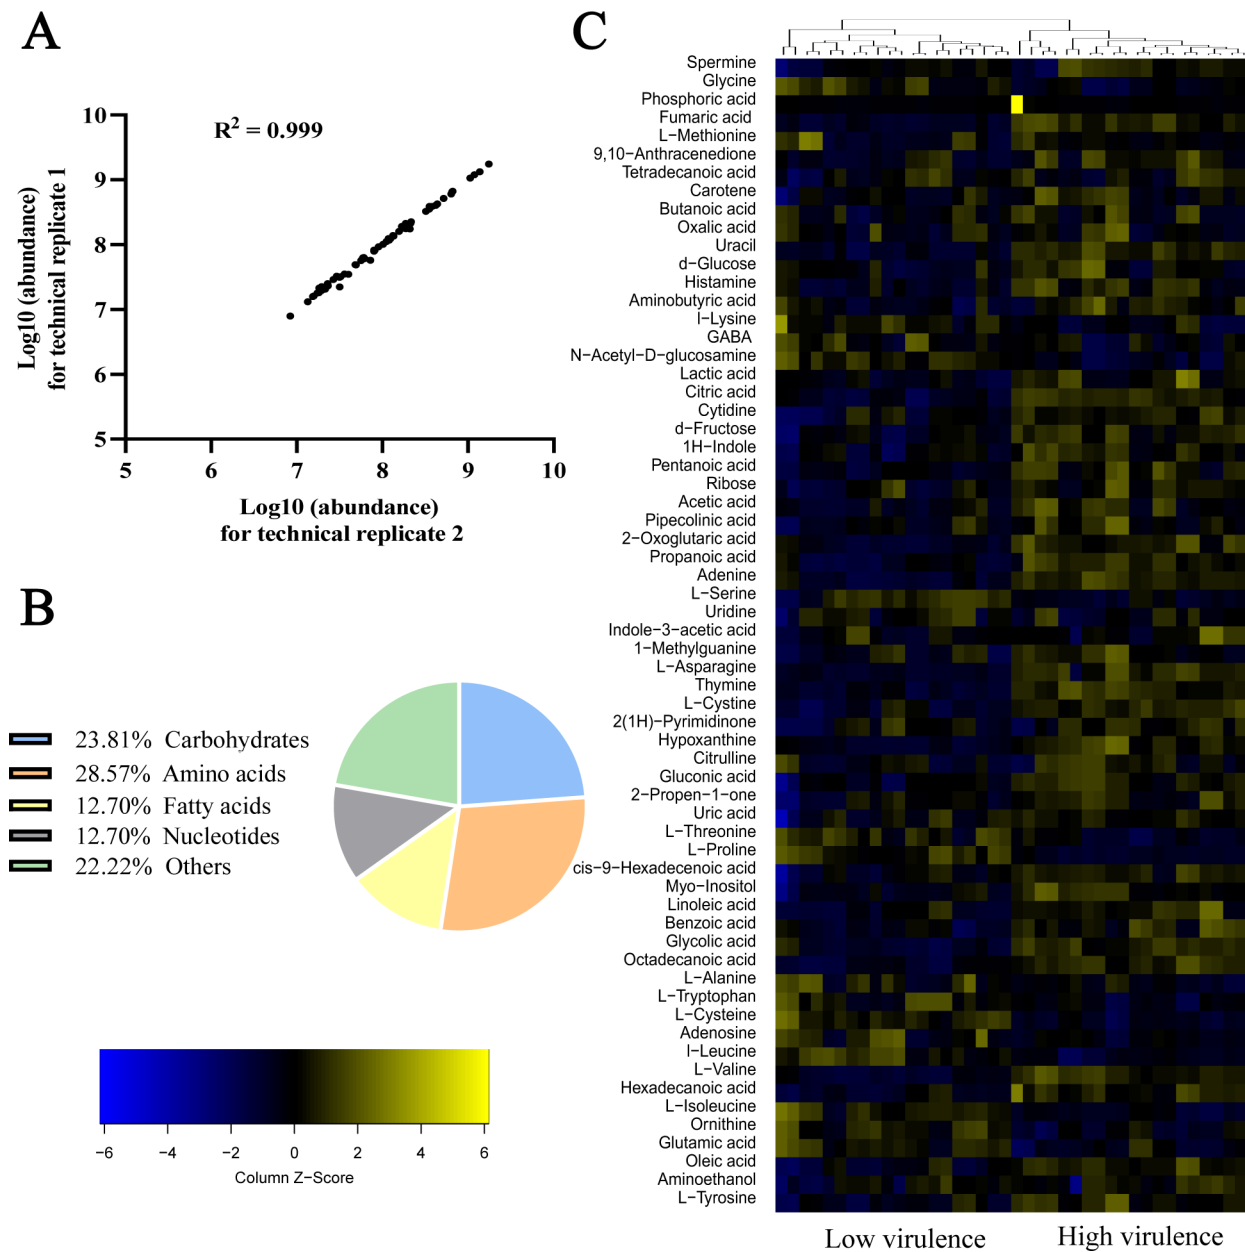 A
10
9
8
7
6
5
R² = 0.999
Log10 (abundance)
for technical replicate 1
5 6 7 8 9 10
Log10 (abundance)
for technical replicate 2
B
23.81% Carbohydrates
28.57% Amino acids
12.70% Fatty acids
12.70% Nucleotides
22.22% Others
−6 −4 −2 0 2 4 6
Column Z−Score
C
Spermine
Glycine
Phosphoric acid
Fumaric acid
L−Methionine
9,10−Anthracenedione
Tetradecanoic acid
Carotene
Butanoic acid
Oxalic acid
Uracil
d−Glucose
Histamine
Aminobutyric acid
l−Lysine
GABA
N−Acetyl−D−glucosamine
Lactic acid
Citric acid
Cytidine
d−Fructose
1H−Indole
Pentanoic acid
Ribose
Acetic acid
Pipecolinic acid
2−Oxoglutaric acid
Propanoic acid
Adenine
L−Serine
Uridine
Indole−3−acetic acid
1−Methylguanine
L−Asparagine
Thymine
L−Cystine
2(1H)−Pyrimidinone
Hypoxanthine
Citrulline
Gluconic acid
2−Propen−1−one
Uric acid
L−Threonine
L−Proline
cis−9−Hexadecenoic acid
Myo−Inositol
Linoleic acid
Benzoic acid
Glycolic acid
Octadecanoic acid
L−Alanine
L−Tryptophan
L−Cysteine
Adenosine
l−Leucine
L−Valine
Hexadecanoic acid
L−Isoleucine
Ornithine
Glutamic acid
Oleic acid
Aminoethanol
L−Tyrosine
Low virulence High virulence